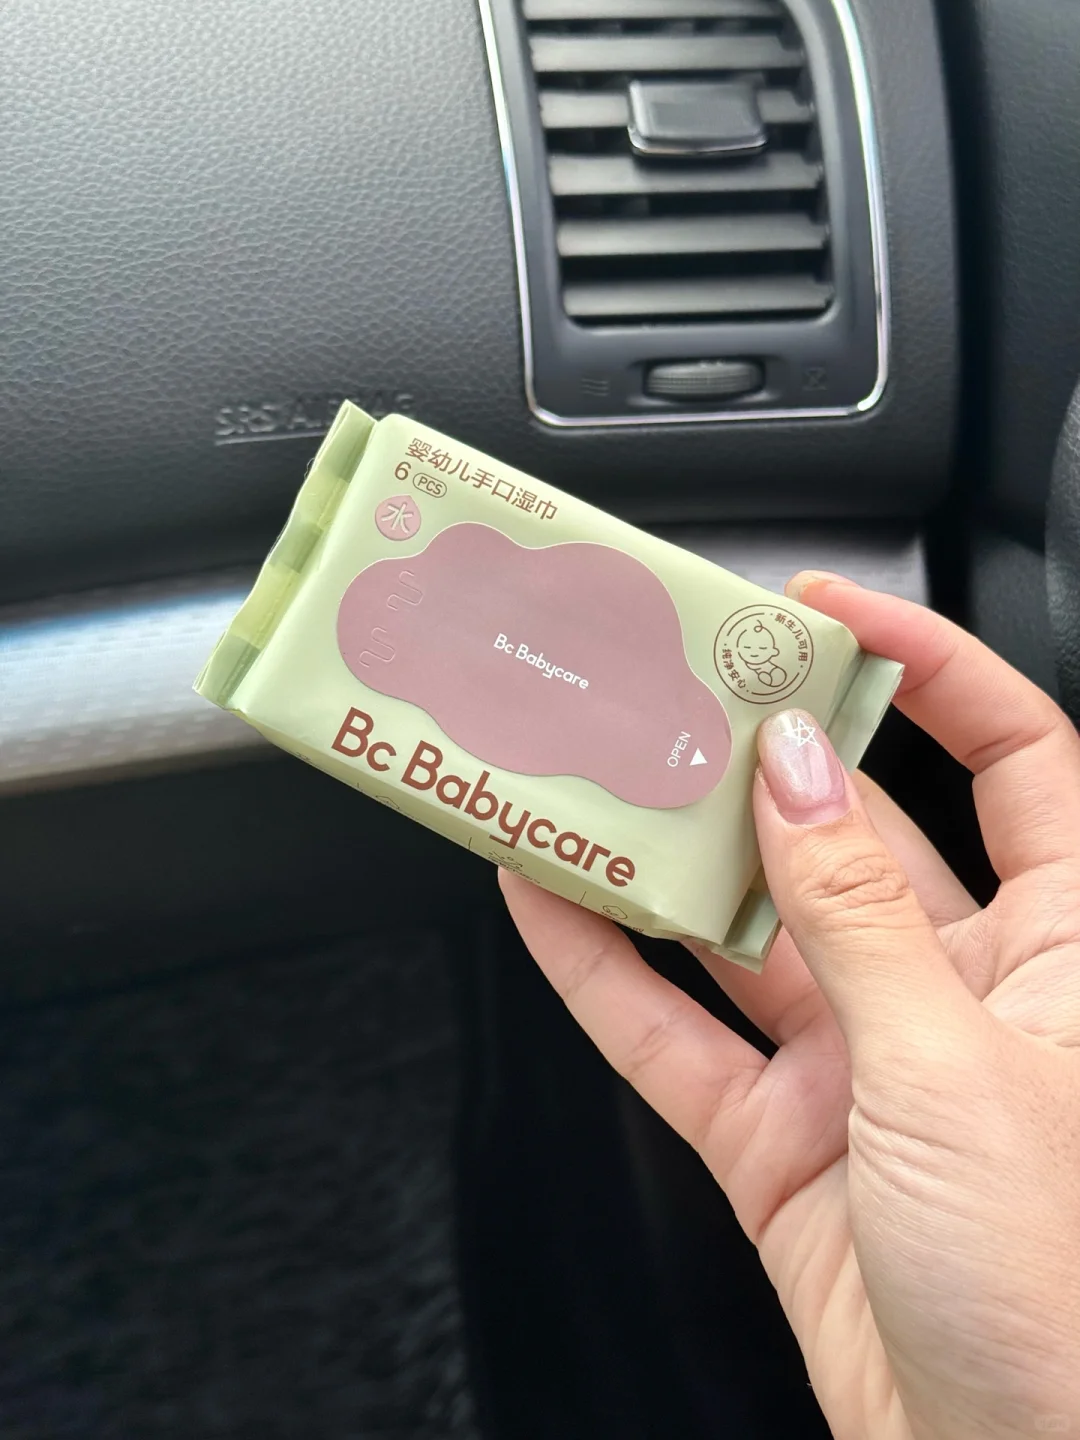 SRS AIRBAG
婴幼儿手口湿巾
6 PCS
水
Bc Babycare
新生儿可用
纯净安心
OPEN
Bc Babycare